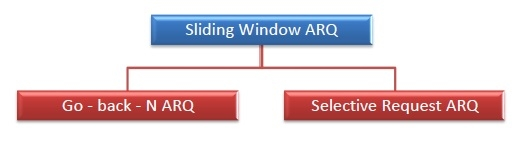 Sliding Window ARQ
Go - back - N ARQ
Selective Request ARQ